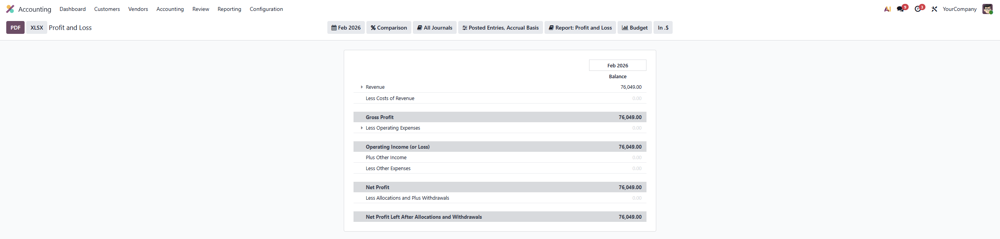 Accounting Dashboard Customers Vendors Accounting Review Reporting Configuration AI 9 3 YourCompany
PDF XLSX Profit and Loss Feb 2026 % Comparison All Journals Posted Entries, Accrual Basis Report: Profit and Loss Budget In .$
Feb 2026
Balance
Revenue 76,049.00
Less Costs of Revenue 0.00
Gross Profit 76,049.00
Less Operating Expenses 0.00
Operating Income (or Loss) 76,049.00
Plus Other Income 0.00
Less Other Expenses 0.00
Net Profit 76,049.00
Less Allocations and Plus Withdrawals 0.00
Net Profit Left After Allocations and Withdrawals 76,049.00